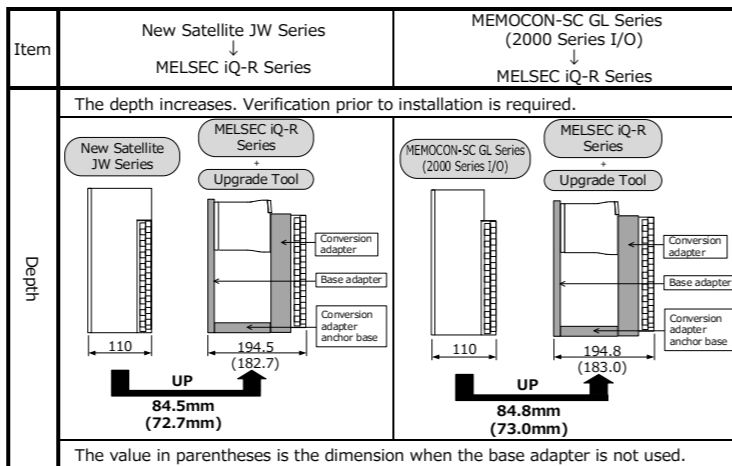 Item
New Satellite JW Series
↓
MELSEC iQ-R Series
MEMOCON-SC GL Series
(2000 Series I/O)
↓
MELSEC iQ-R Series
Depth
The depth increases. Verification prior to installation is required.
New Satellite
JW Series
MELSEC iQ-R
Series
+
Upgrade Tool
Conversion
adapter
Base adapter
Conversion
adapter
anchor base
110
194.5
(182.7)
UP
84.5mm
(72.7mm)
MEMOCON-SC GL Series
(2000 Series I/O)
MELSEC iQ-R
Series
+
Upgrade Tool
Conversion
adapter
Base adapter
Conversion
adapter
anchor base
110
194.8
(183.0)
UP
84.8mm
(73.0mm)
The value in parentheses is the dimension when the base adapter is not used.